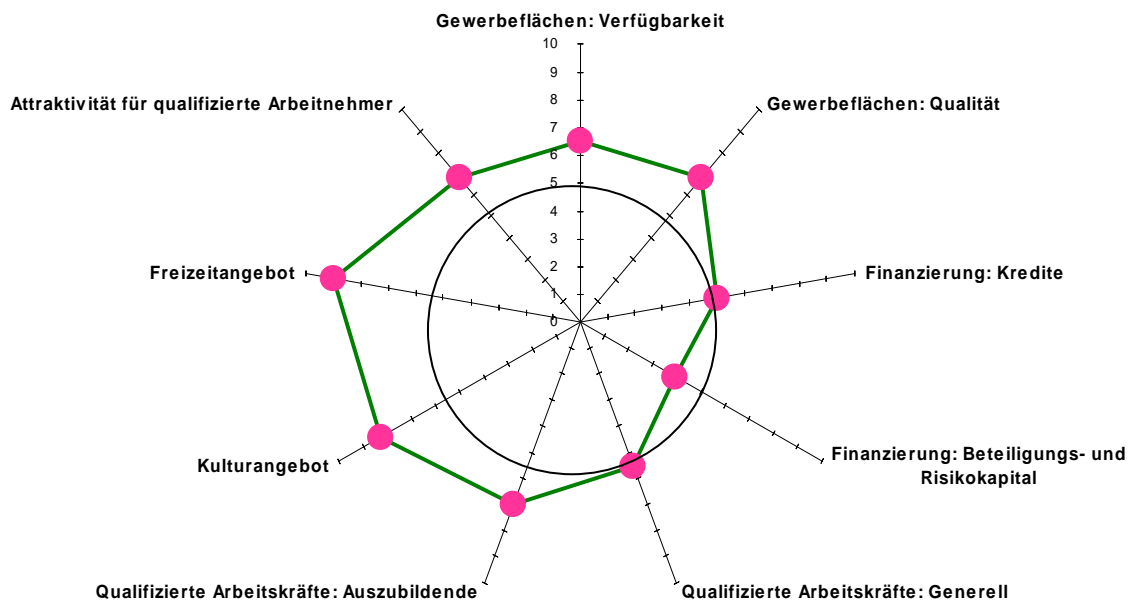 Gewerbeflächen: Verfügbarkeit
10
9
8
7
6
5
4
3
2
1
0
Attraktivität für qualifizierte Arbeitnehmer
Gewerbeflächen: Qualität
Freizeitangebot
Finanzierung: Kredite
Kulturangebot
Finanzierung: Beteiligungs- und
Risikokapital
Qualifizierte Arbeitskräfte: Auszubildende
Qualifizierte Arbeitskräfte: Generell